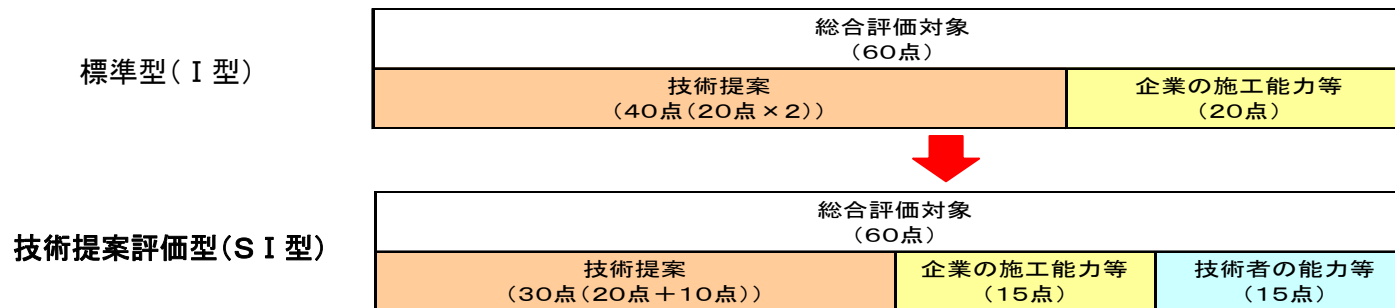 総合評価対象
(60点)
標準型(Ⅰ型)
技術提案
(40点(20点×2))
企業の施工能力等
(20点)
総合評価対象
(60点)
技術提案評価型(SⅠ型)
技術提案
(30点(20点+10点))
企業の施工能力等
(15点)
技術者の能力等
(15点)